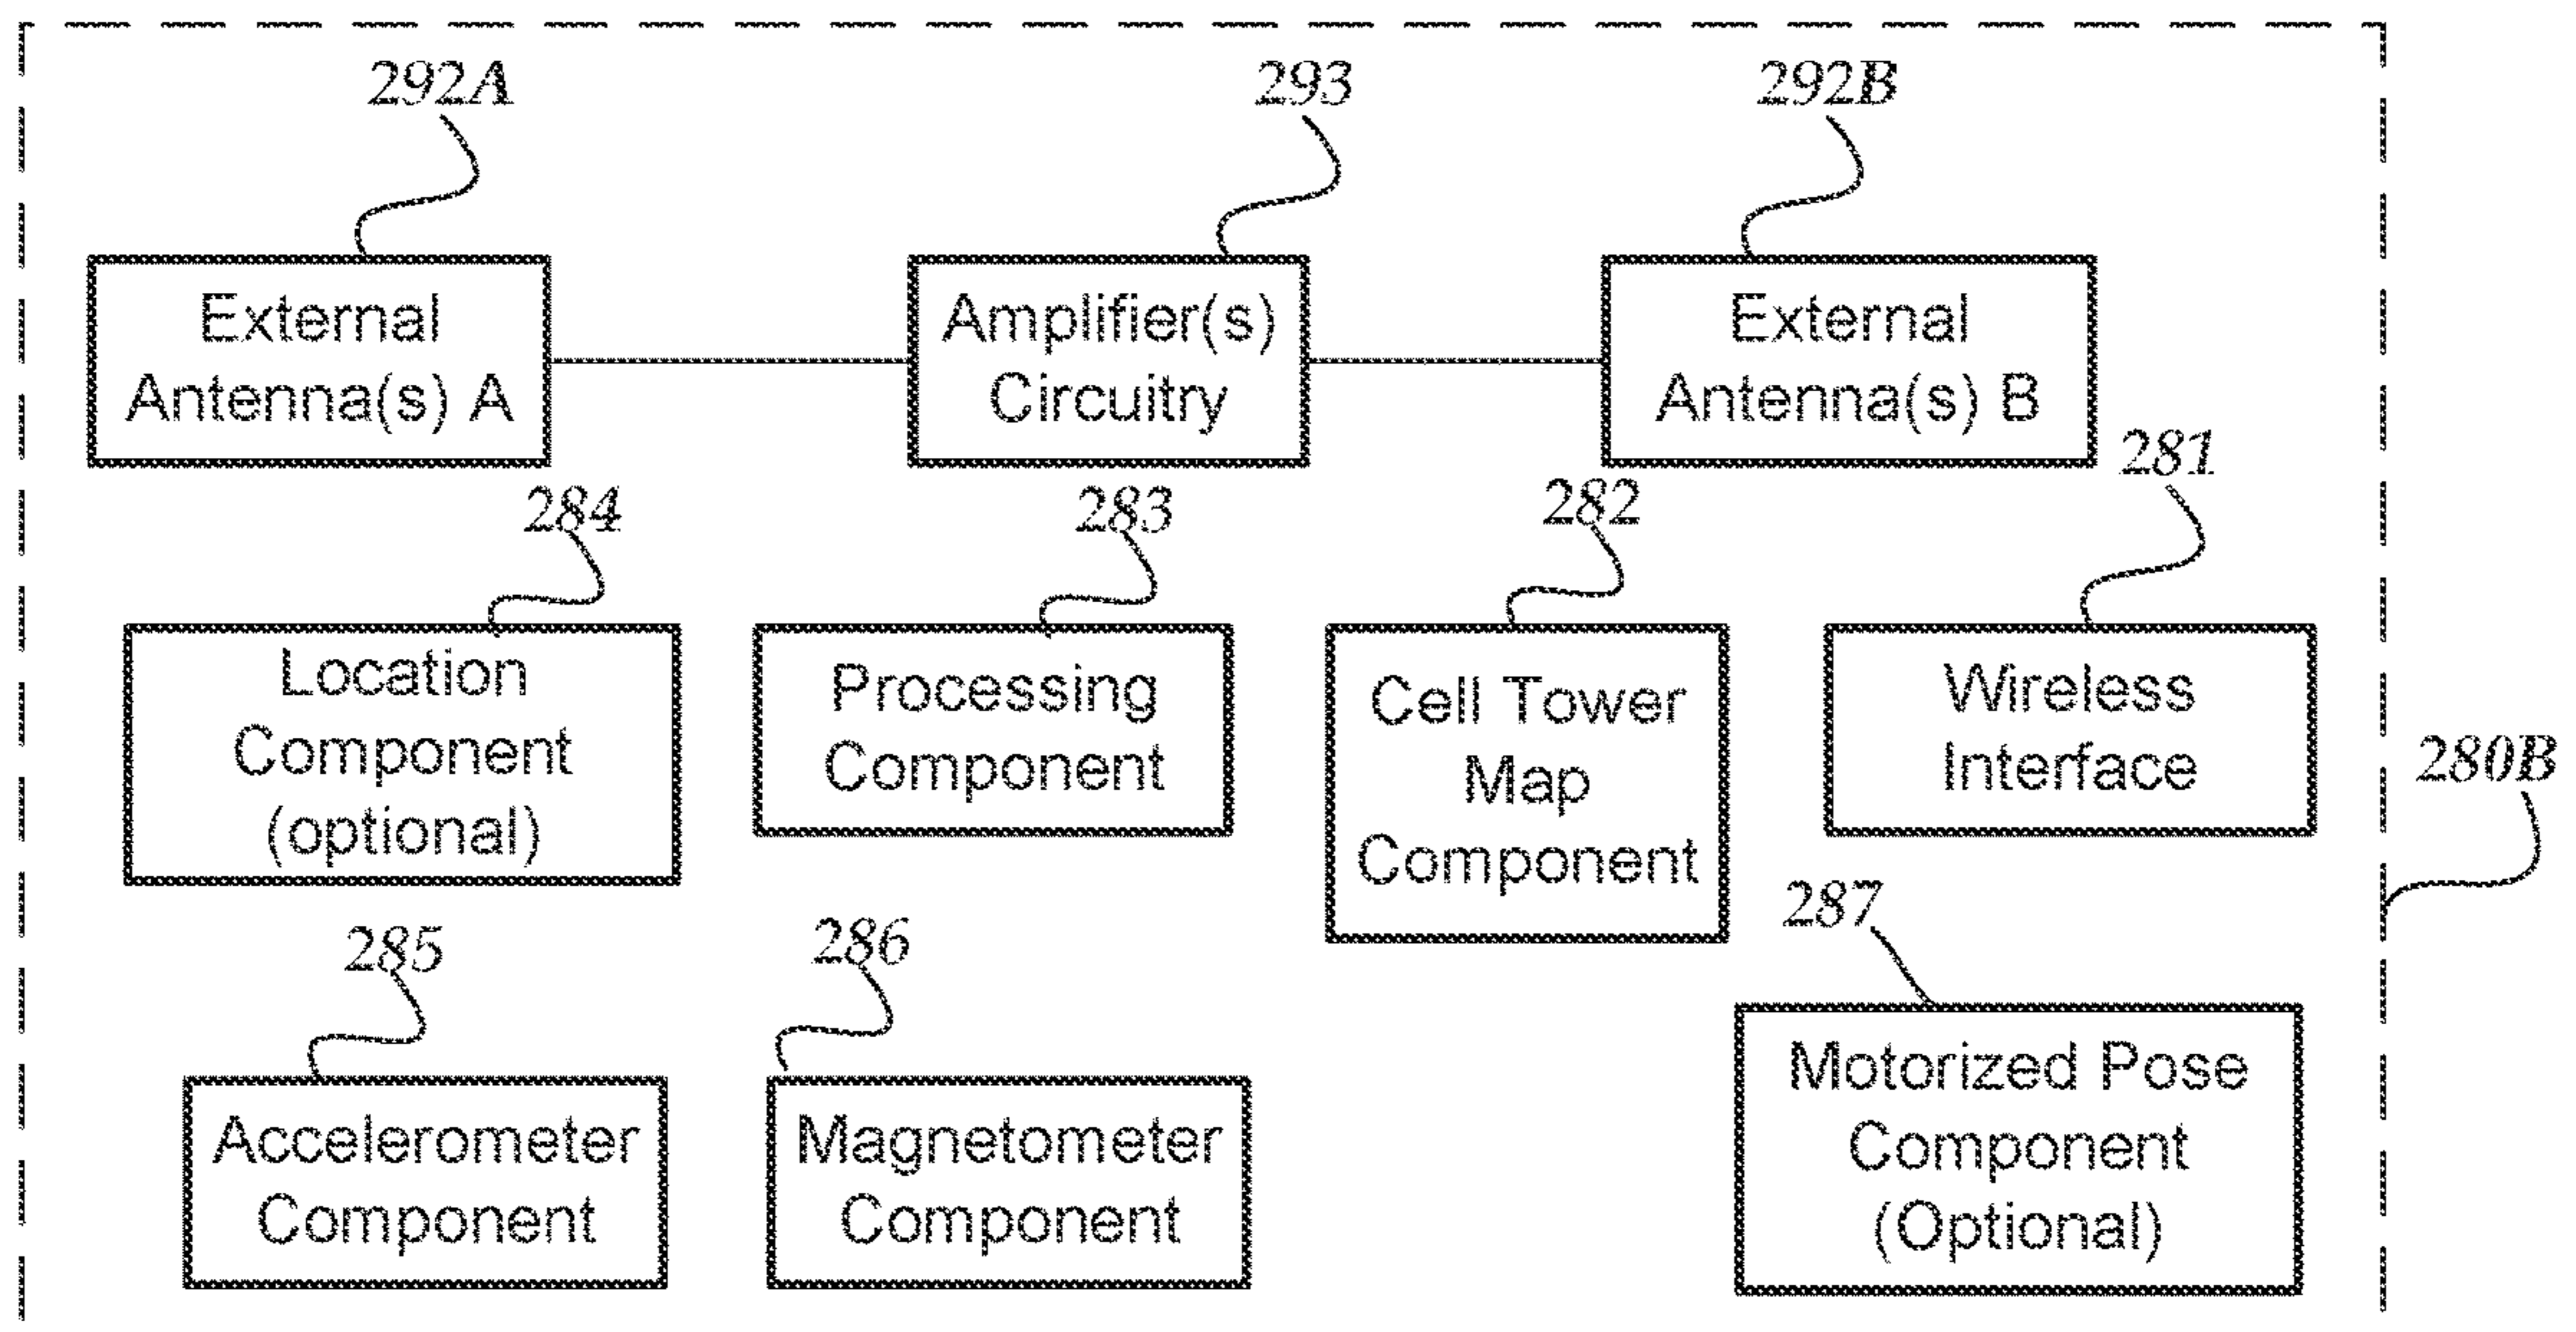 292A
293
292B
External
Antenna(s) A
Amplifier(s)
Circuitry
External
Antenna(s) B
284
283
282
281
Location
Component
(optional)
Processing
Component
Cell Tower
Map
Component
Wireless
Interface
280B
285
286
287
Accelerometer
Component
Magnetometer
Component
Motorized Pose
Component
(Optional)